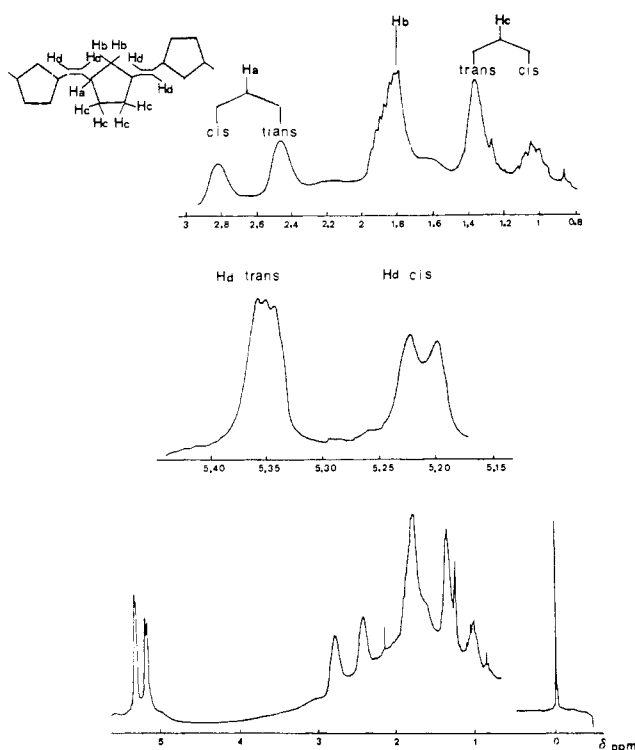 Hb Hb
Hd Hd
Hd Hd
Ha
Hc Hc
Hc Hc
Ha
cis trans
Hb
Hc
trans cis
3 2.8 2.6 2.4 2.2 2 1.8 1.6 1.4 1.2 1 0.8
Hd trans Hd cis
5,40 5,35 5,30 5,25 5,20 5,15
5 4 3 2 1 0 δ ppm